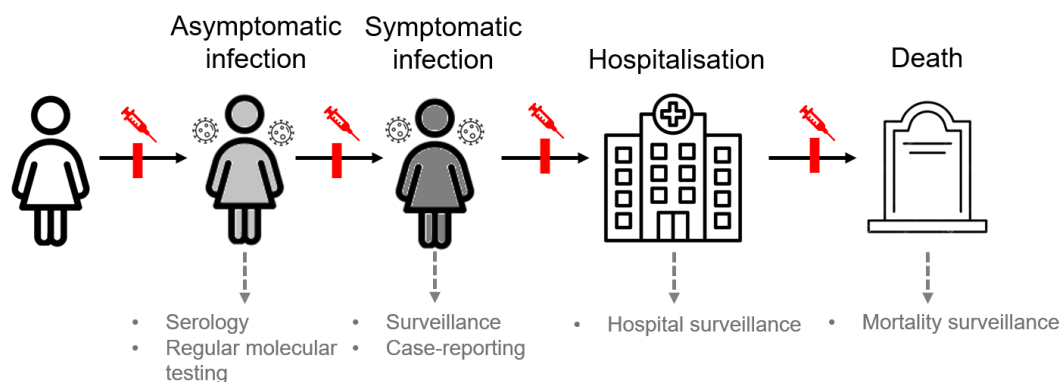 Asymptomatic
infection
Symptomatic
infection
Hospitalisation
Death
• Serology
• Regular molecular
testing
• Surveillance
• Case-reporting
• Hospital surveillance
• Mortality surveillance